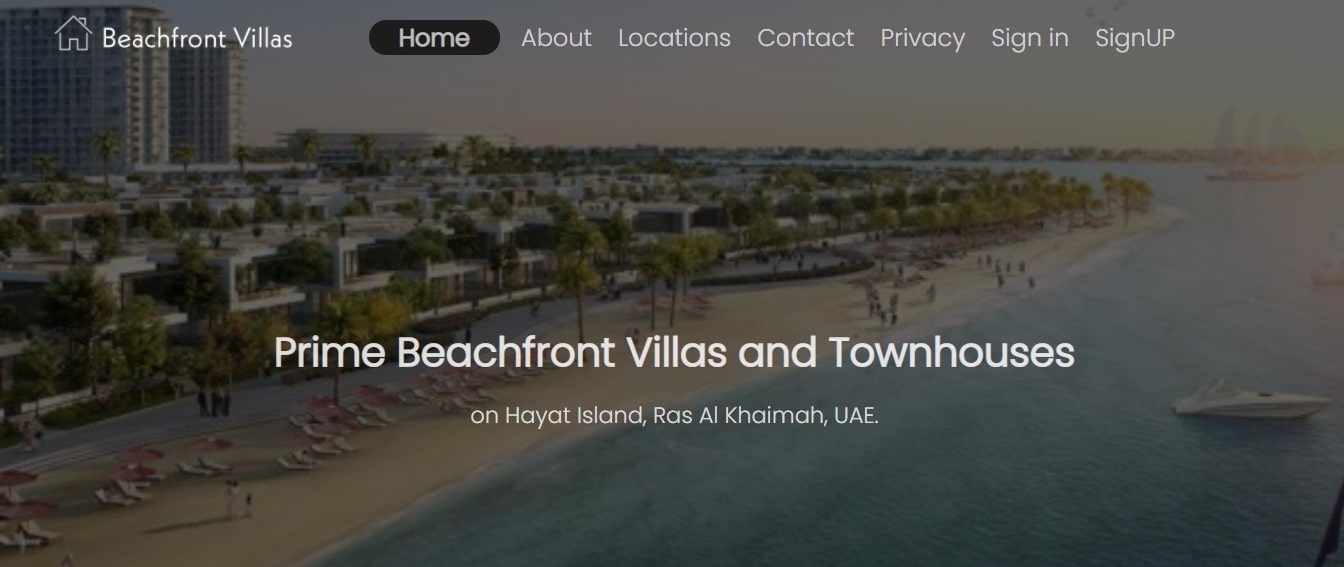 Beachfront Villas
Home About Locations Contact Privacy Sign in SignUP
Prime Beachfront Villas and Townhouses
on Hayat Island, Ras Al Khaimah, UAE.